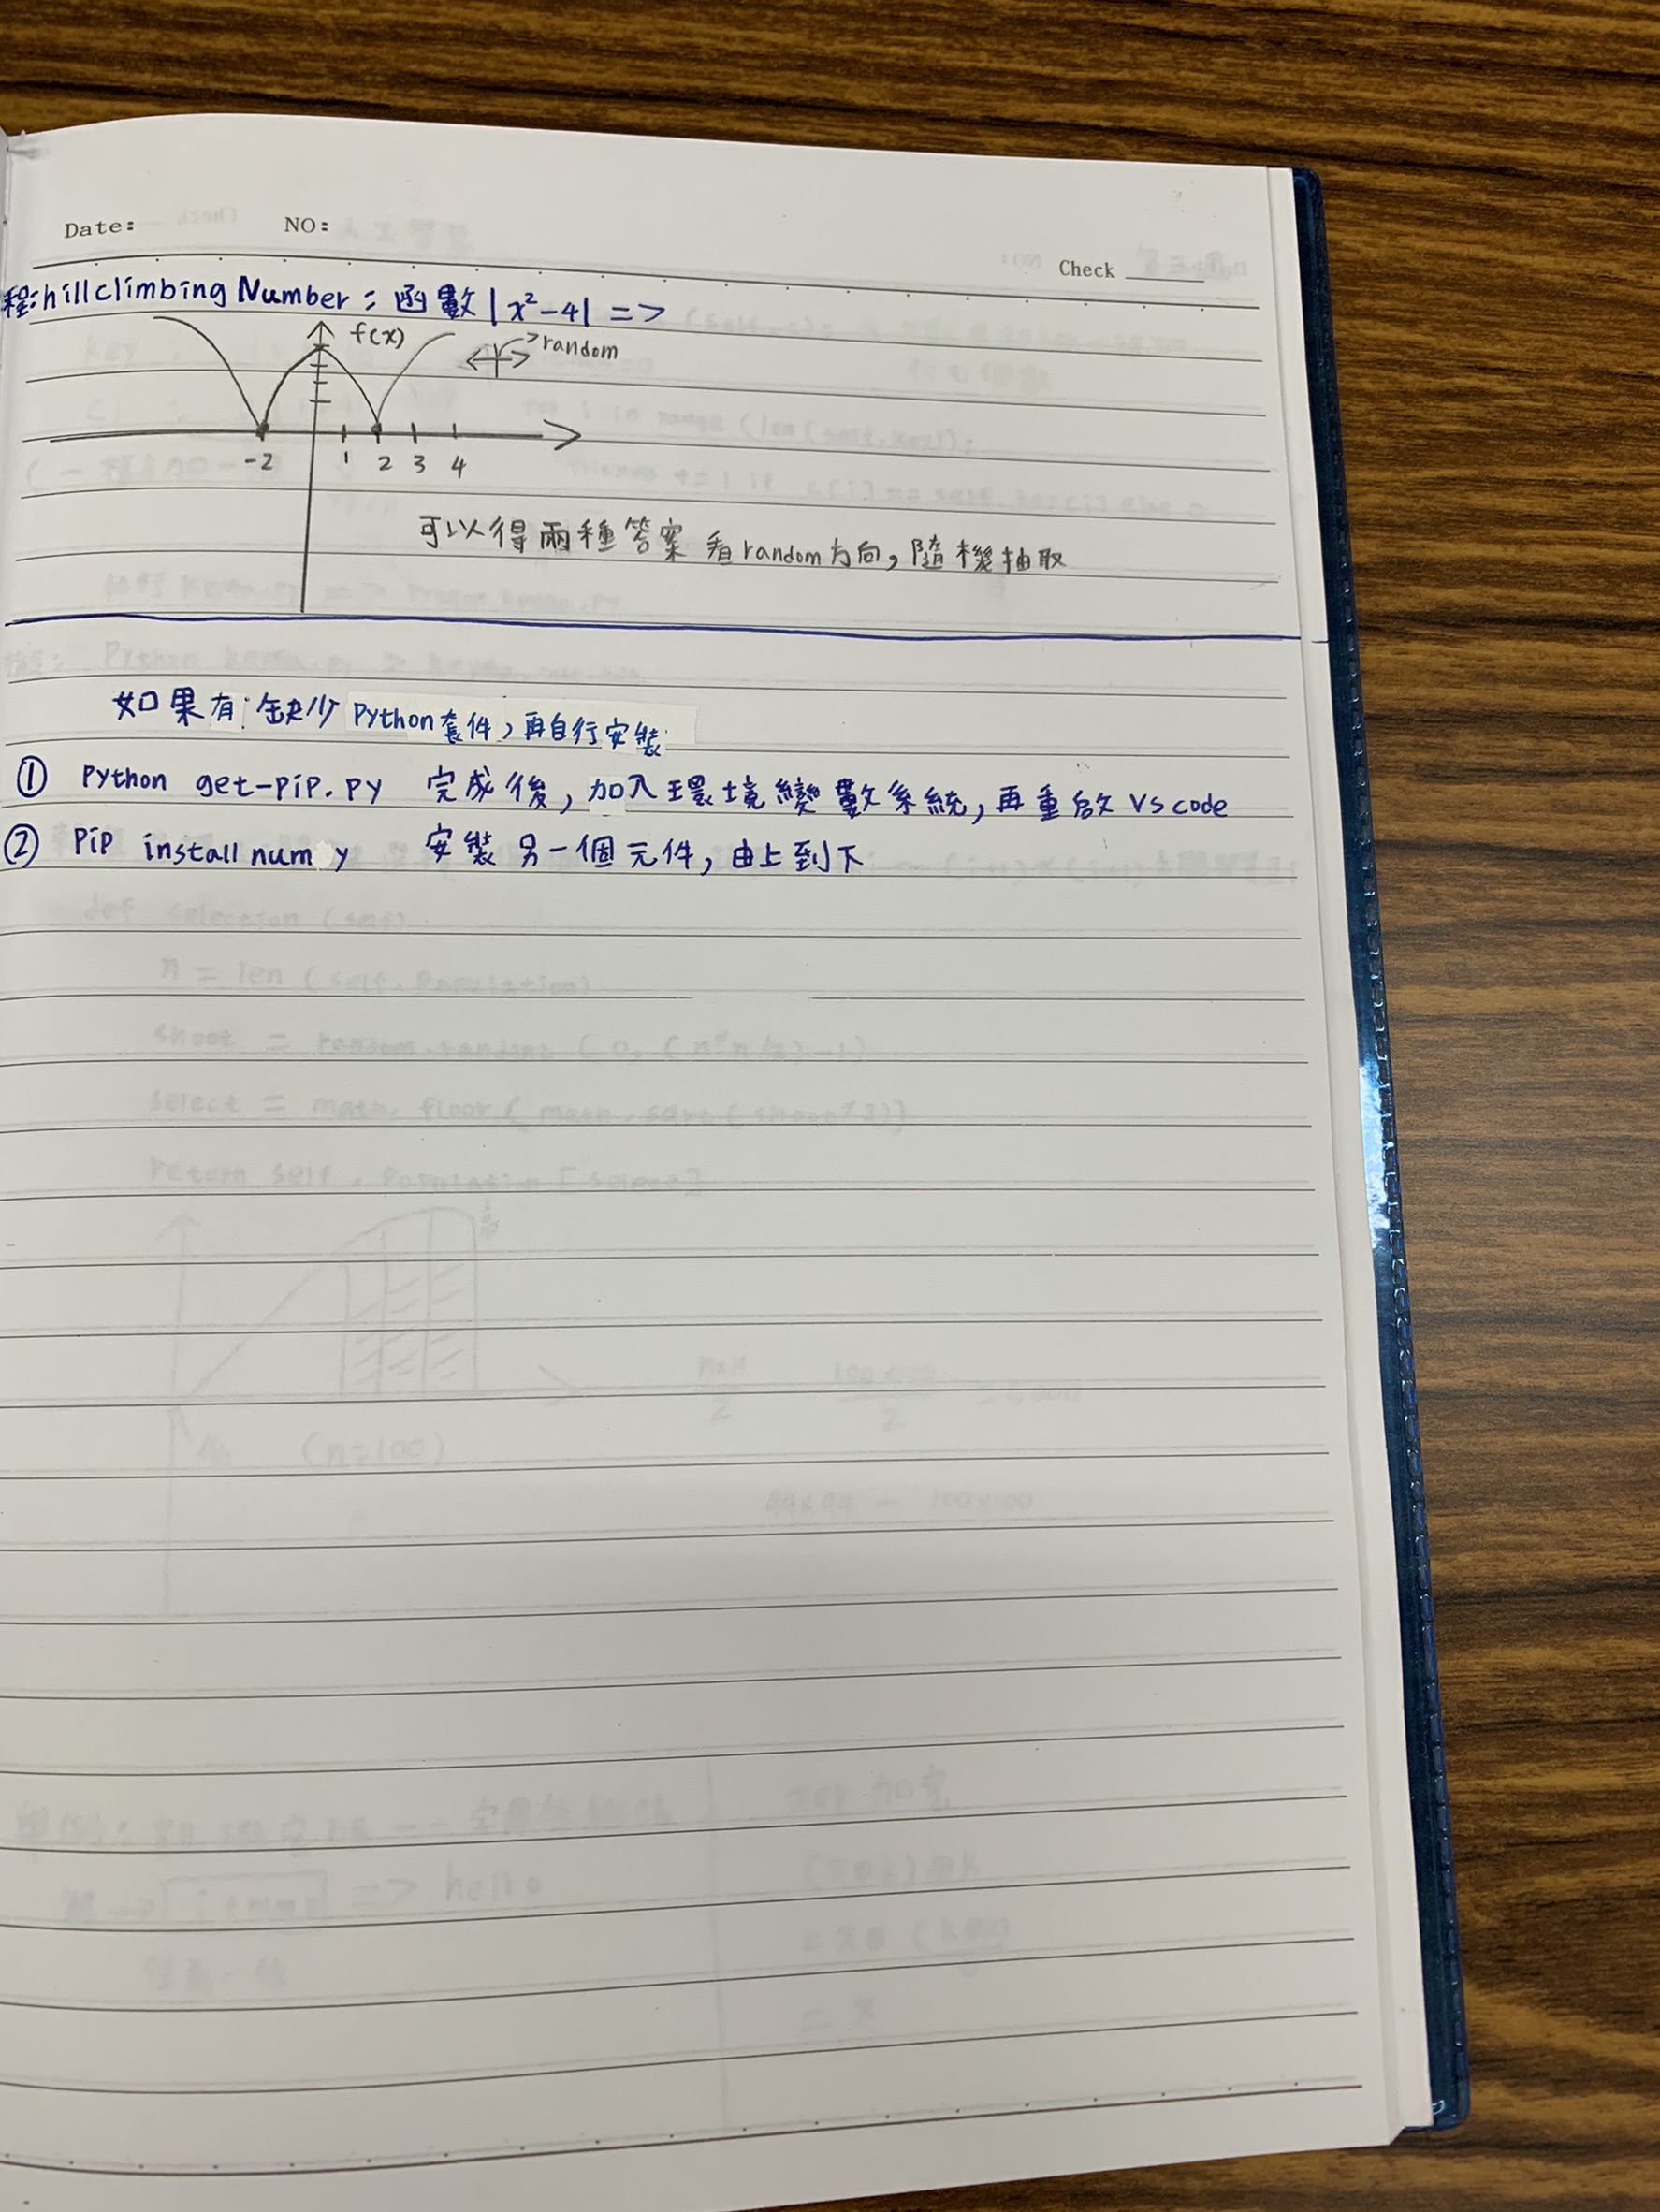 Date: NO:
Check
程:hillclimbing Number: 函數|x²-4| =>
f(x)
random
-2 1 2 3 4
可以得兩種答案 看random方向,隨機抽取
如果有缺少Python套件,再自行安裝
① Python get-pip.py 完成後,加入環境變數系統,再重啟 vscode
② Pip install num y 安裝另一個元件,由上到下